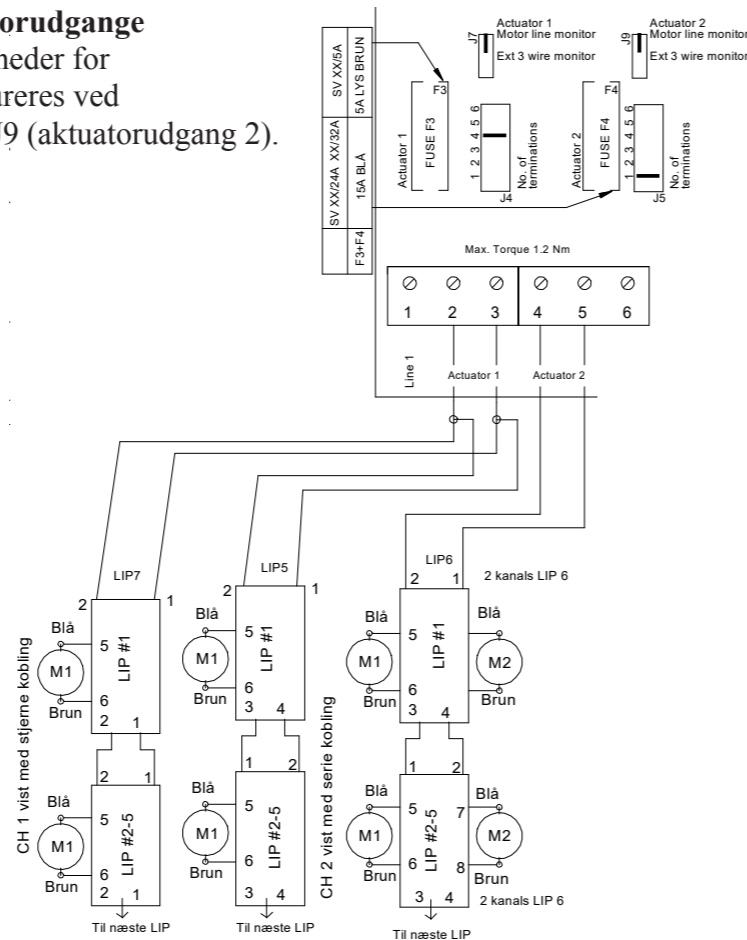 orudgange
neder for
ureres ved
J9 (aktuatorudgang 2).
SV XX/5A
5A LYS BRUN
SV XX/24A XX/32A
15A BLÅ
F3+F4
Actuator 1
FUSE F3
F3
J7
Actuator 1
Motor line monitor
Ext 3 wire monitor
1 2 3 4 5 6
No. of
terminations
J4
Actuator 2
FUSE F4
F4
J9
Actuator 2
Motor line monitor
Ext 3 wire monitor
1 2 3 4 5 6
No. of
terminations
J5
Max. Torque 1.2 Nm
1 2 3 4 5 6
Line 1
Actuator 1
Actuator 2
CH 1 vist med stjerne kobling
LIP7
2 1
Blå
M1
5
LIP #1
6
Brun
2 1
2 1
Blå
M1
5
LIP #2-5
6
Brun
2 1
Til næste LIP
LIP5
2 1
Blå
M1
5
LIP #1
6
Brun
3 4
1 2
Blå
M1
5
LIP #2-5
6
Brun
3 4
Til næste LIP
CH 2 vist med serie kobling
LIP6
2 1
2 kanals LIP 6
Blå
M1
5
LIP #1
Blå
M2
6
Brun
Brun
3 4
1 2
Blå
M1
5
LIP #2-5
7
Blå
M2
6
Brun
8
Brun
3 4
2 kanals LIP 6
Til næste LIP